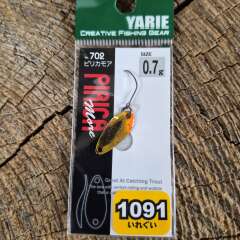 YARIE
CREATIVE FISHING GEAR
No.702
ピリカモア
SIZE
0.7g
PIRICA
More
Great At Catching Trout
1091
いれぐい